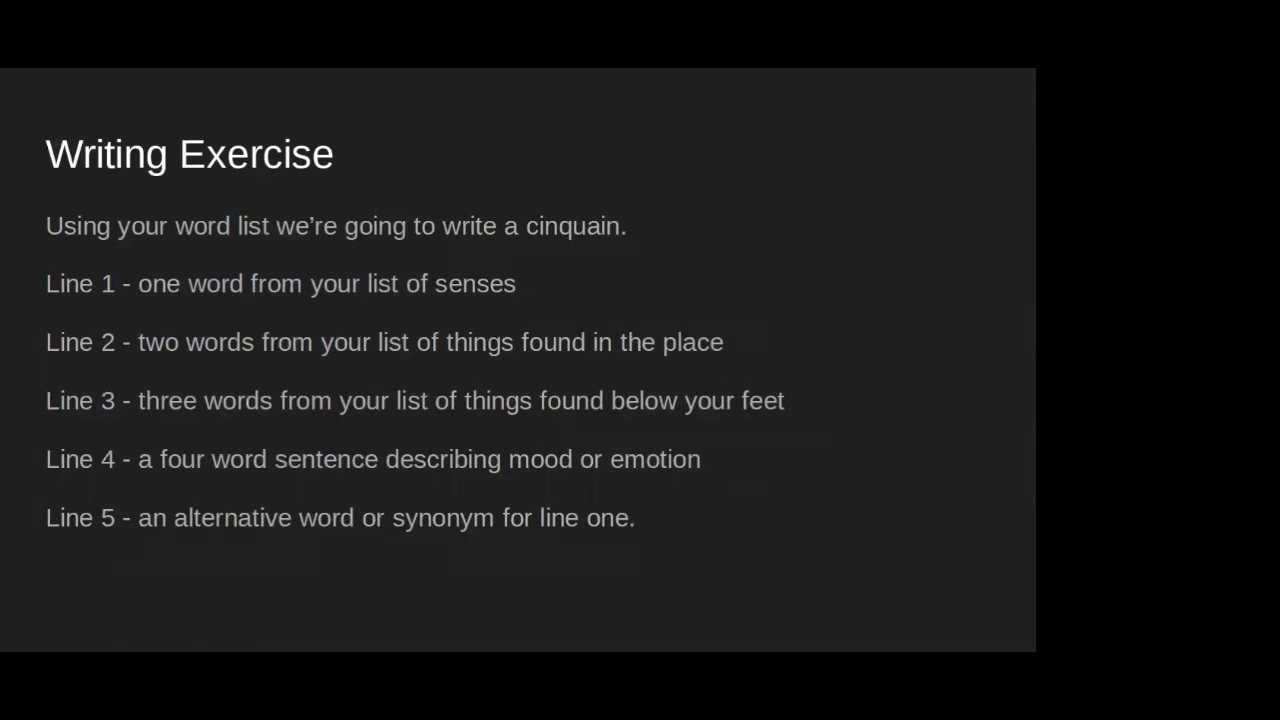 Writing Exercise
Using your word list we’re going to write a cinquain.
Line 1 - one word from your list of senses
Line 2 - two words from your list of things found in the place
Line 3 - three words from your list of things found below your feet
Line 4 - a four word sentence describing mood or emotion
Line 5 - an alternative word or synonym for line one.